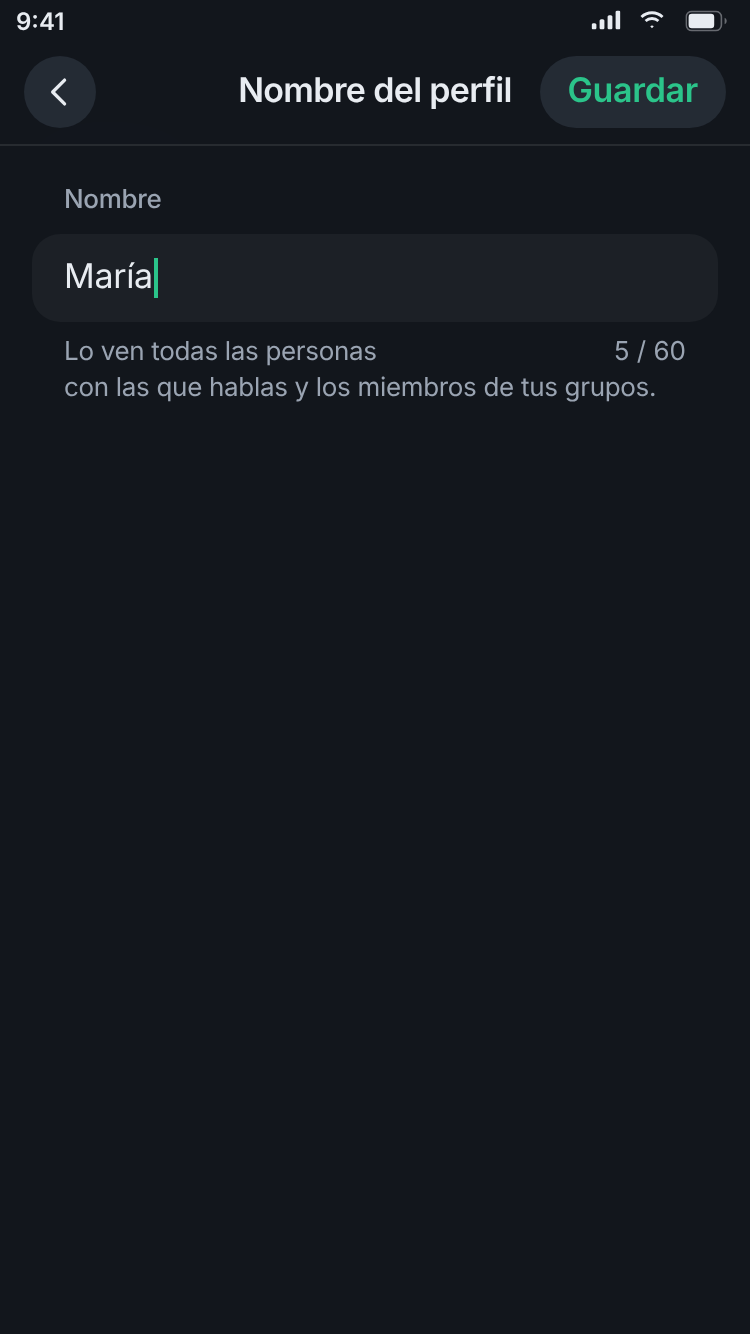 9:41
Nombre del perfil
Guardar
Nombre
María
Lo ven todas las personas
5 / 60
con las que hablas y los miembros de tus grupos.